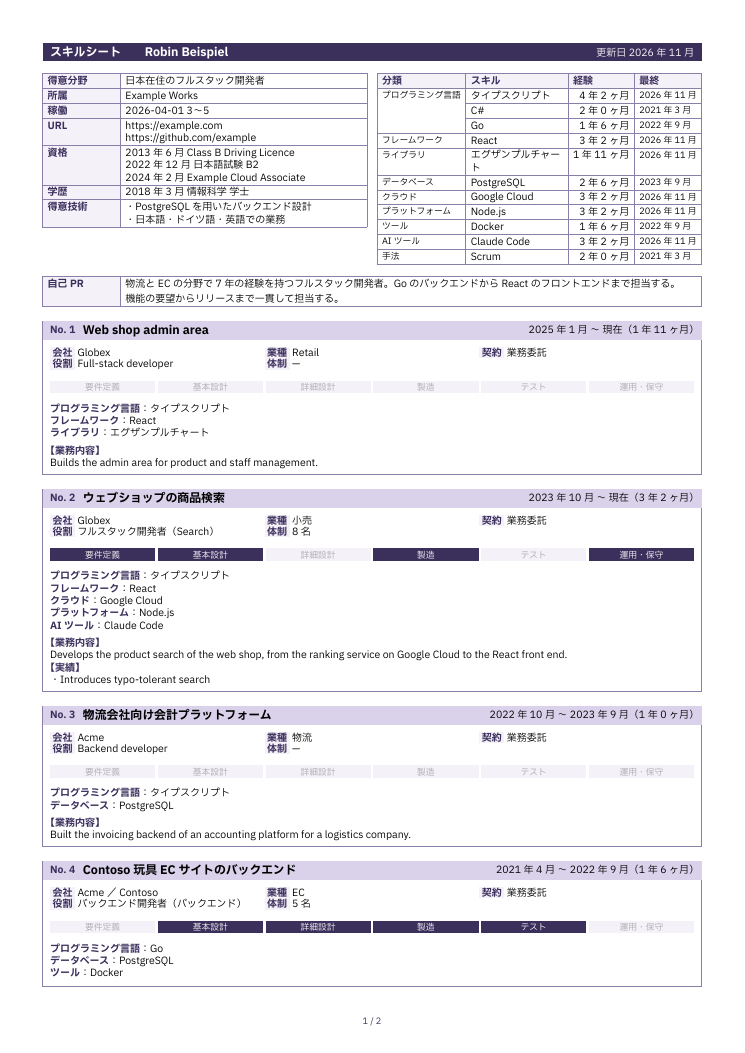 スキルシート Robin Beispiel 更新日 2026 年 11 月
得意分野 日本在住のフルスタック開発者
所属 Example Works
稼働 2026-04-01 3〜5
URL https://example.com
https://github.com/example
資格 2013 年 6 月 Class B Driving Licence
2022 年 12 月 日本語試験 B2
2024 年 2 月 Example Cloud Associate
学歴 2018 年 3 月 情報科学 学士
得意技術 ・PostgreSQL を用いたバックエンド設計
・日本語・ドイツ語・英語での業務
分類 スキル 経験 最終
プログラミング言語 タイプスクリプト 4 年 2 ヶ月 2026 年 11 月
C# 2 年 0 ヶ月 2021 年 3 月
Go 1 年 6 ヶ月 2022 年 9 月
フレームワーク React 3 年 2 ヶ月 2026 年 11 月
ライブラリ エグザンプルチャー 1 年 11 ヶ月 2026 年 11 月
ト
データベース PostgreSQL 2 年 6 ヶ月 2023 年 9 月
クラウド Google Cloud 3 年 2 ヶ月 2026 年 11 月
プラットフォーム Node.js 3 年 2 ヶ月 2026 年 11 月
ツール Docker 1 年 6 ヶ月 2022 年 9 月
AI ツール Claude Code 3 年 2 ヶ月 2026 年 11 月
手法 Scrum 2 年 0 ヶ月 2021 年 3 月
自己 PR 物流と EC の分野で 7 年の経験を持つフルスタック開発者。Go のバックエンドから React のフロントエンドまで担当する。
機能の要望からリリースまで一貫して担当する。
No. 1 Web shop admin area 2025 年 1 月 〜 現在（1 年 11 ヶ月）
会社 Globex 業種 Retail 契約 業務委託
役割 Full-stack developer 体制 —
要件定義 基本設計 詳細設計 製造 テスト 運用・保守
プログラミング言語：タイプスクリプト
フレームワーク：React
ライブラリ：エグザンプルチャート
【業務内容】
Builds the admin area for product and staff management.
No. 2 ウェブショップの商品検索 2023 年 10 月 〜 現在（3 年 2 ヶ月）
会社 Globex 業種 小売 契約 業務委託
役割 フルスタック開発者（Search） 体制 8 名
要件定義 基本設計 詳細設計 製造 テスト 運用・保守
プログラミング言語：タイプスクリプト
フレームワーク：React
クラウド：Google Cloud
プラットフォーム：Node.js
AI ツール：Claude Code
【業務内容】
Develops the product search of the web shop, from the ranking service on Google Cloud to the React front end.
【実績】
・Introduces typo-tolerant search
No. 3 物流会社向け会計プラットフォーム 2022 年 10 月 〜 2023 年 9 月（1 年 0 ヶ月）
会社 Acme 業種 物流 契約 業務委託
役割 Backend developer 体制 —
要件定義 基本設計 詳細設計 製造 テスト 運用・保守
プログラミング言語：タイプスクリプト
データベース：PostgreSQL
【業務内容】
Built the invoicing backend of an accounting platform for a logistics company.
No. 4 Contoso 玩具 EC サイトのバックエンド 2021 年 4 月 〜 2022 年 9 月（1 年 6 ヶ月）
会社 Acme ／ Contoso 業種 EC 契約 業務委託
役割 バックエンド開発者（バックエンド） 体制 5 名
要件定義 基本設計 詳細設計 製造 テスト 運用・保守
プログラミング言語：Go
データベース：PostgreSQL
ツール：Docker
1 / 2